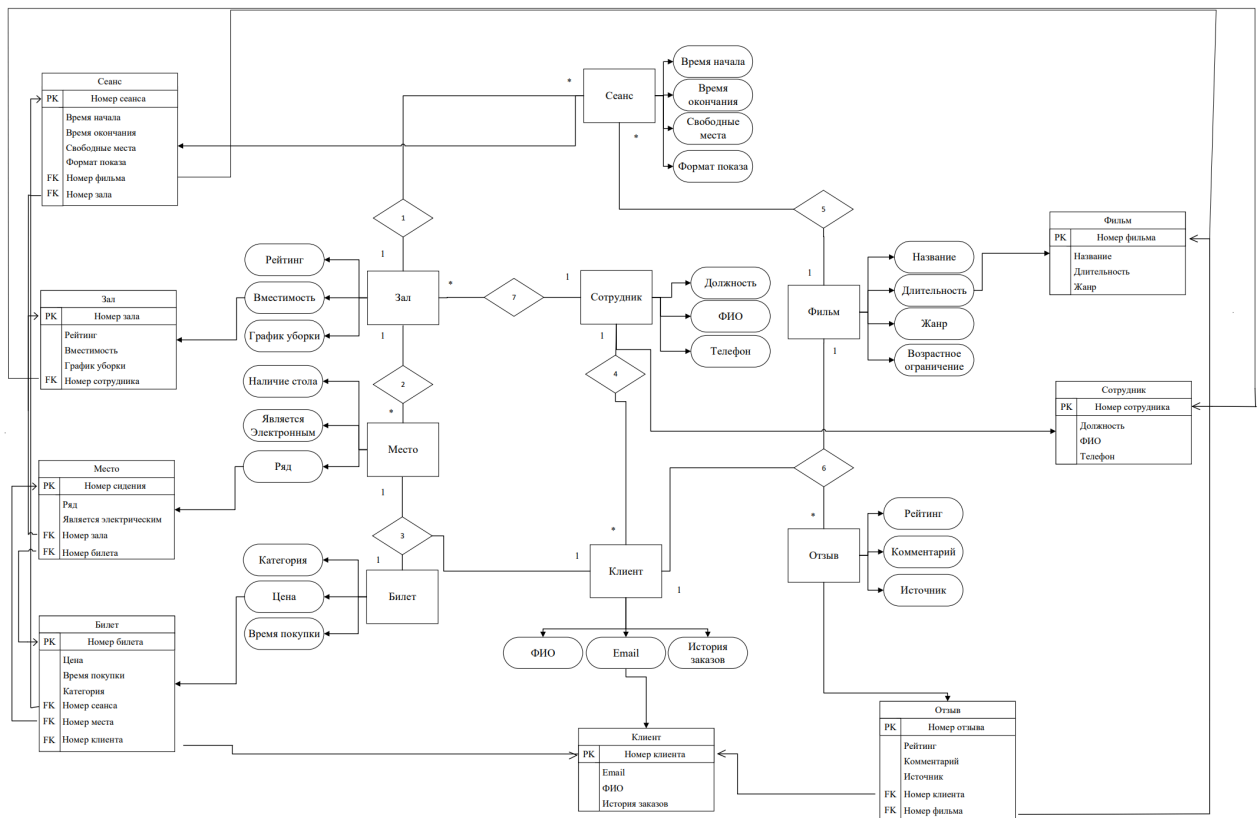 Сеанс
PK Номер сеанса
Время начала
Время окончания
Свободные места
Формат показа
FK Номер фильма
FK Номер зала
Зал
PK Номер зала
Рейтинг
Вместимость
График уборки
FK Номер сотрудника
Место
PK Номер сидения
Ряд
Является электрическим
FK Номер зала
FK Номер билета
Билет
PK Номер билета
Цена
Время покупки
Категория
FK Номер сеанса
FK Номер места
FK Номер клиента
*
Сеанс
*
Время начала
Время
окончания
Свободные
места
Формат показа
1
1
5
1
Рейтинг
Вместимость
График уборки
Зал
*
7
1
Сотрудник
1
1
Должность
ФИО
Телефон
Фильм
1
Название
Длительность
Жанр
Возрастное
ограничение
Фильм
PK Номер фильма
Название
Длительность
Жанр
2
*
4
Наличие стола
Является
Электронным
Ряд
Место
1
Сотрудник
PK Номер сотрудника
Должность
ФИО
Телефон
6
*
3
1
*
1
Клиент
1
Категория
Цена
Время покупки
Билет
Отзыв
Рейтинг
Комментарий
Источник
ФИО
Email
История
заказов
Клиент
PK Номер клиента
Email
ФИО
История заказов
Отзыв
PK Номер отзыва
Рейтинг
Комментарий
Источник
FK Номер клиента
FK Номер фильма